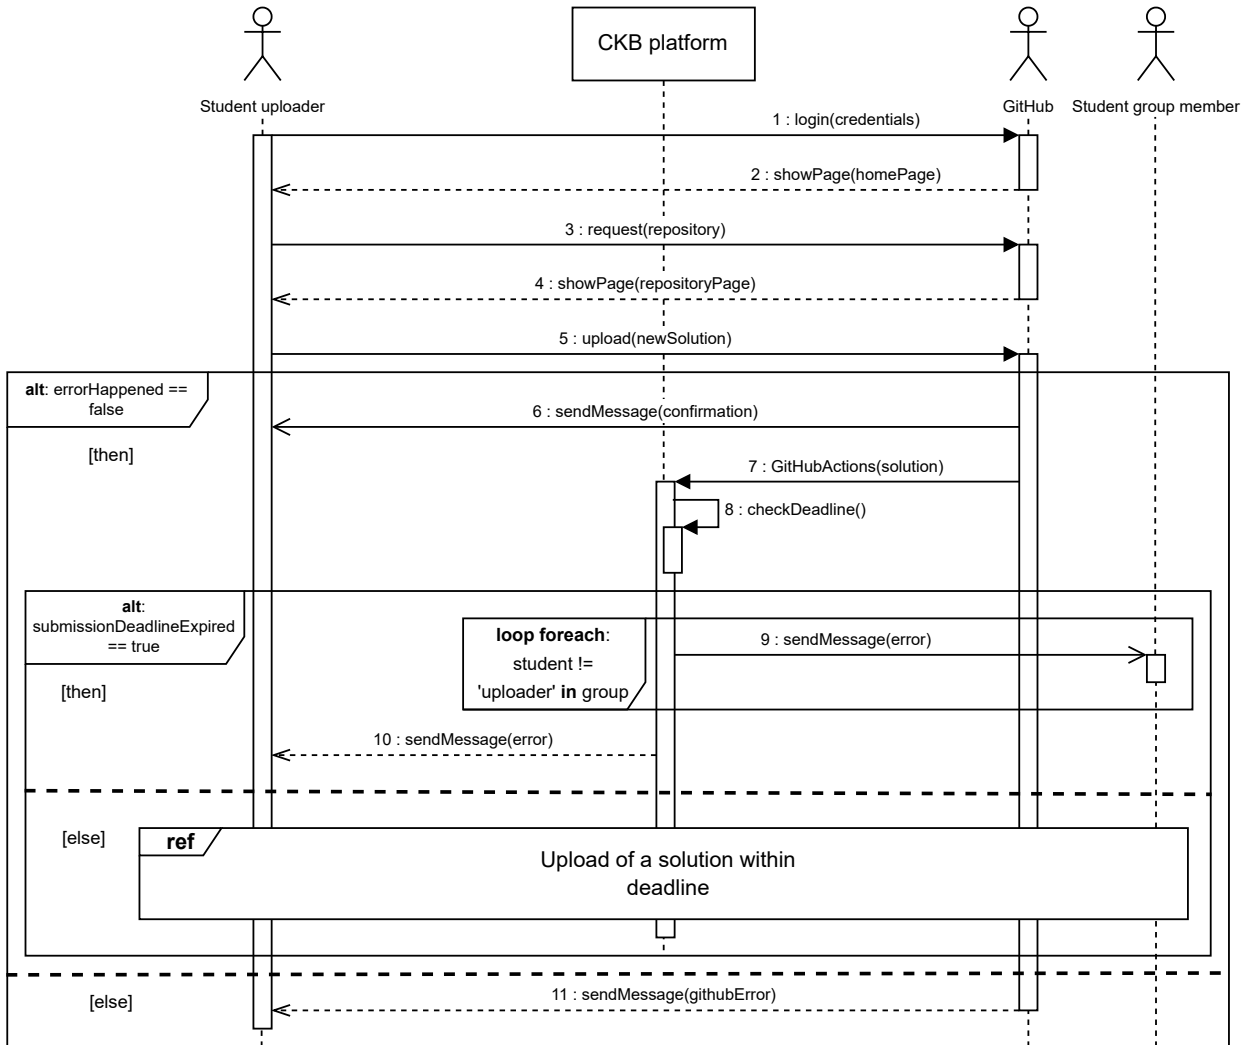 CKB platform
Student uploader
GitHub
Student group member
1 : login(credentials)
2 : showPage(homePage)
3 : request(repository)
4 : showPage(repositoryPage)
5 : upload(newSolution)
alt: errorHappened ==
false
6 : sendMessage(confirmation)
[then]
7 : GitHubActions(solution)
8 : checkDeadline()
alt:
submissionDeadlineExpired
== true
loop foreach:
student !=
'uploader' in group
9 : sendMessage(error)
[then]
10 : sendMessage(error)
[else]
ref
Upload of a solution within
deadline
[else]
11 : sendMessage(githubError)